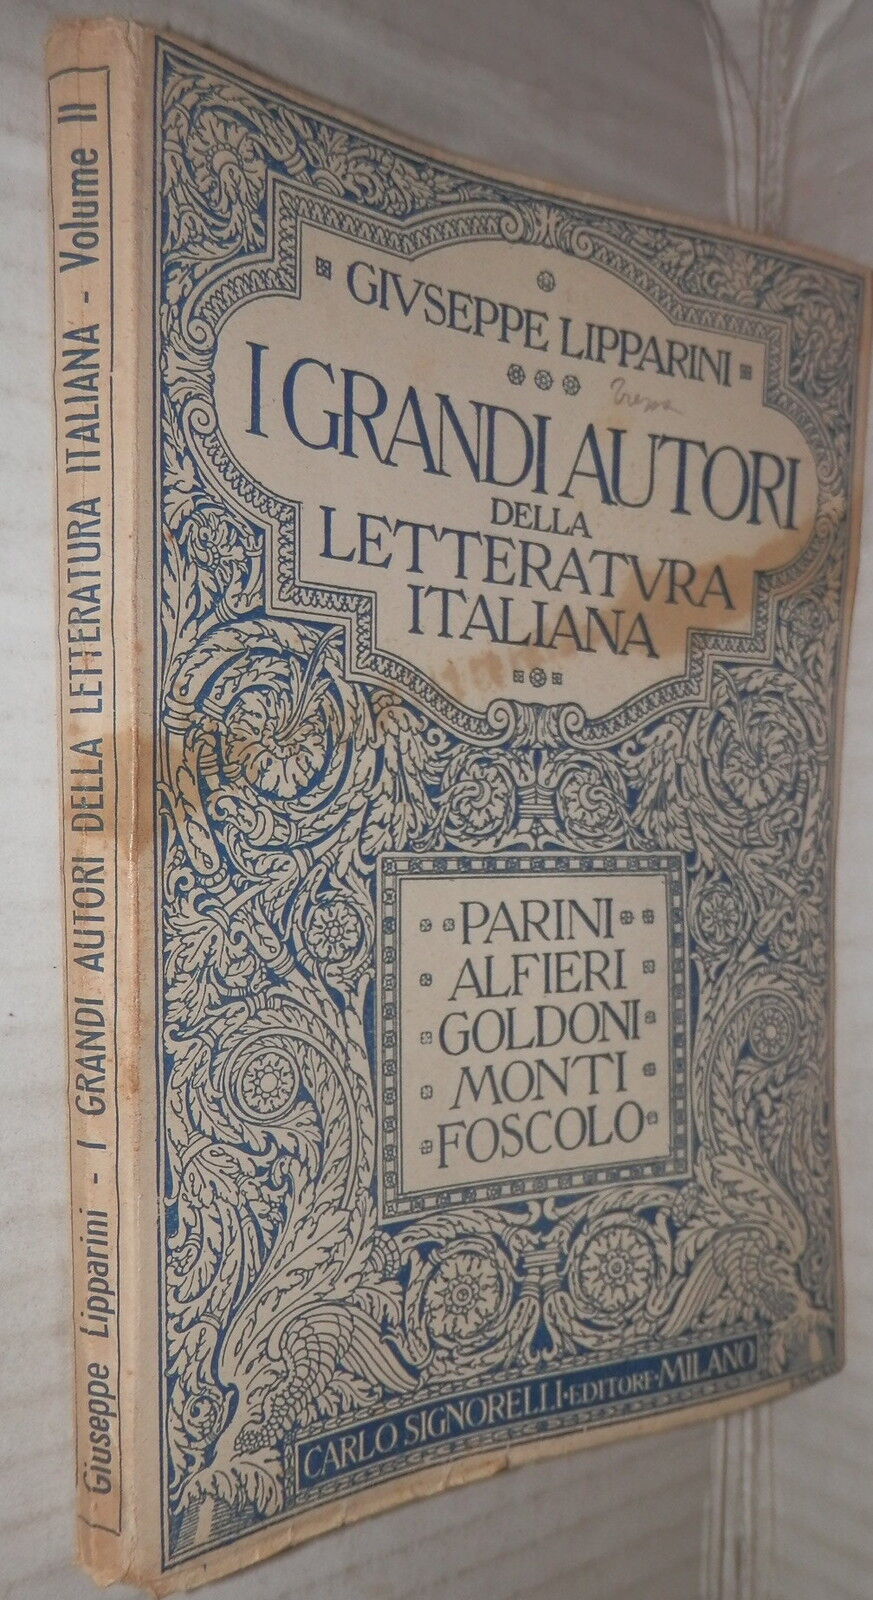 Giuseppe Lipparini - I GRANDI AUTORI DELLA LETTERATURA ITALIANA - Volume II
GIVSEPPE LIPPARINI
I GRANDI AUTORI
DELLA
LETTERATVRA
ITALIANA
PARINI
ALFIERI
GOLDONI
MONTI
FOSCOLO
CARLO SIGNORELLI · EDITORE · MILANO